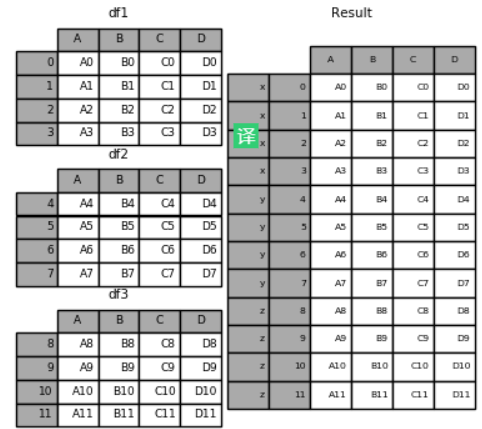 df1
A B C D
0 A0 B0 C0 D0
1 A1 B1 C1 D1
2 A2 B2 C2 D2
3 A3 B3 C3 D3
df2
A B C D
4 A4 B4 C4 D4
5 A5 B5 C5 D5
6 A6 B6 C6 D6
7 A7 B7 C7 D7
df3
A B C D
8 A8 B8 C8 D8
9 A9 B9 C9 D9
10 A10 B10 C10 D10
11 A11 B11 C11 D11
Result
A B C D
x 0 A0 B0 C0 D0
x 1 A1 B1 C1 D1
译
x 2 A2 B2 C2 D2
x 3 A3 B3 C3 D3
y 4 A4 B4 C4 D4
y 5 A5 B5 C5 D5
y 6 A6 B6 C6 D6
y 7 A7 B7 C7 D7
z 8 A8 B8 C8 D8
z 9 A9 B9 C9 D9
z 10 A10 B10 C10 D10
z 11 A11 B11 C11 D11